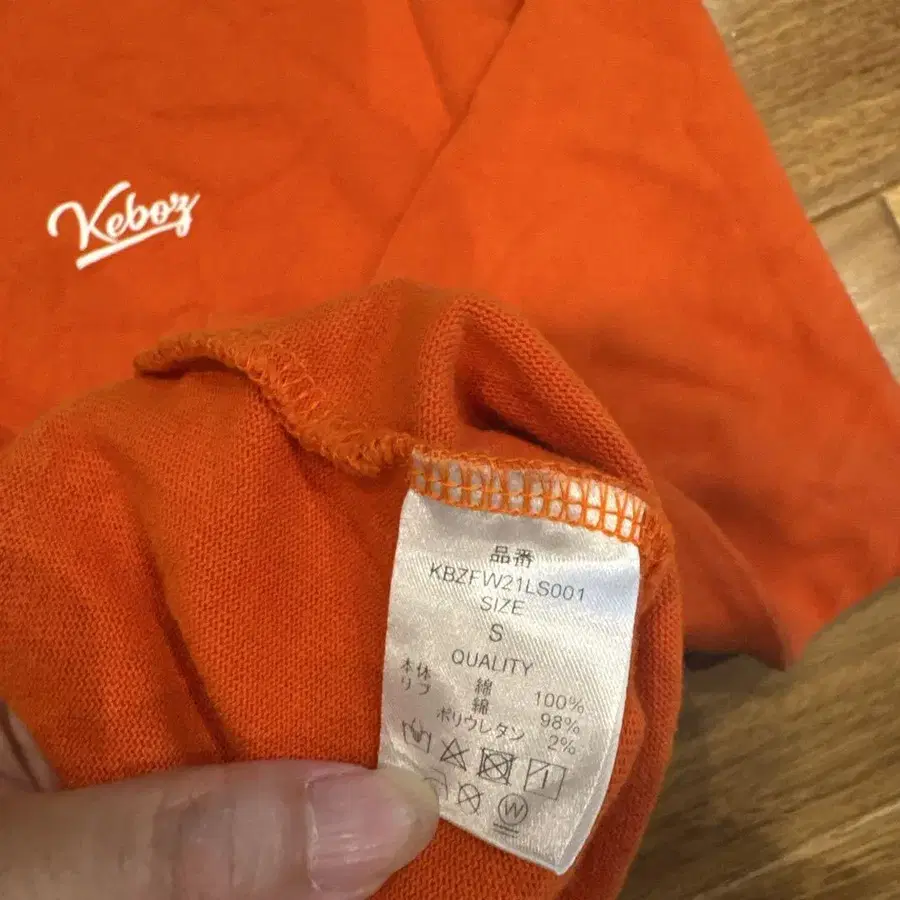 Keboz
品番
KBZFW21LS001
SIZE
S
QUALITY
本体 綿 100%
リブ 綿 98%
ポリウレタン 2%
W